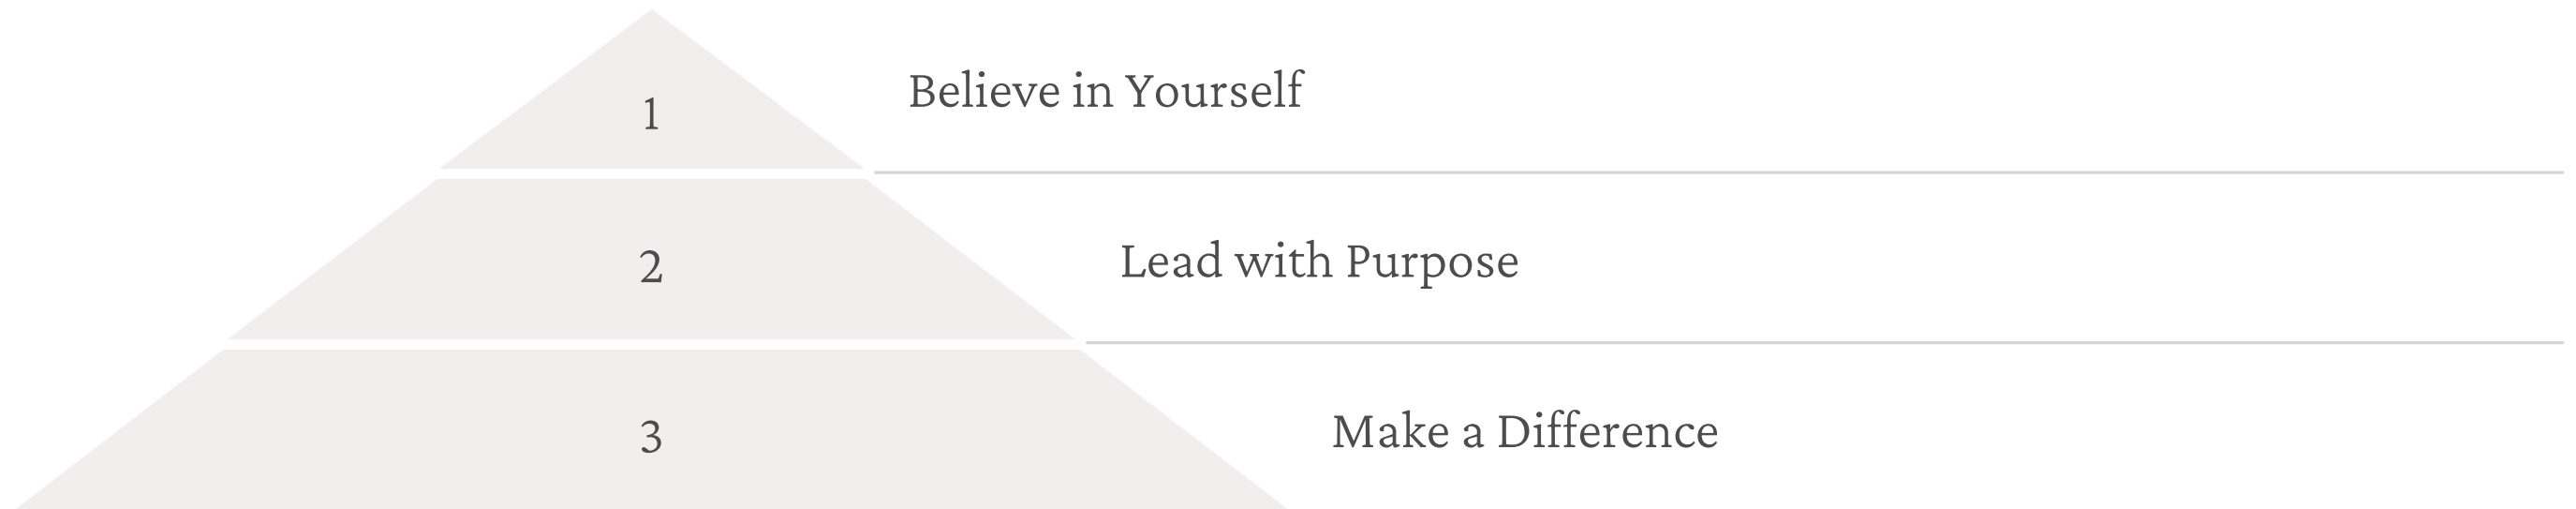 1
Believe in Yourself
2
Lead with Purpose
3
Make a Difference